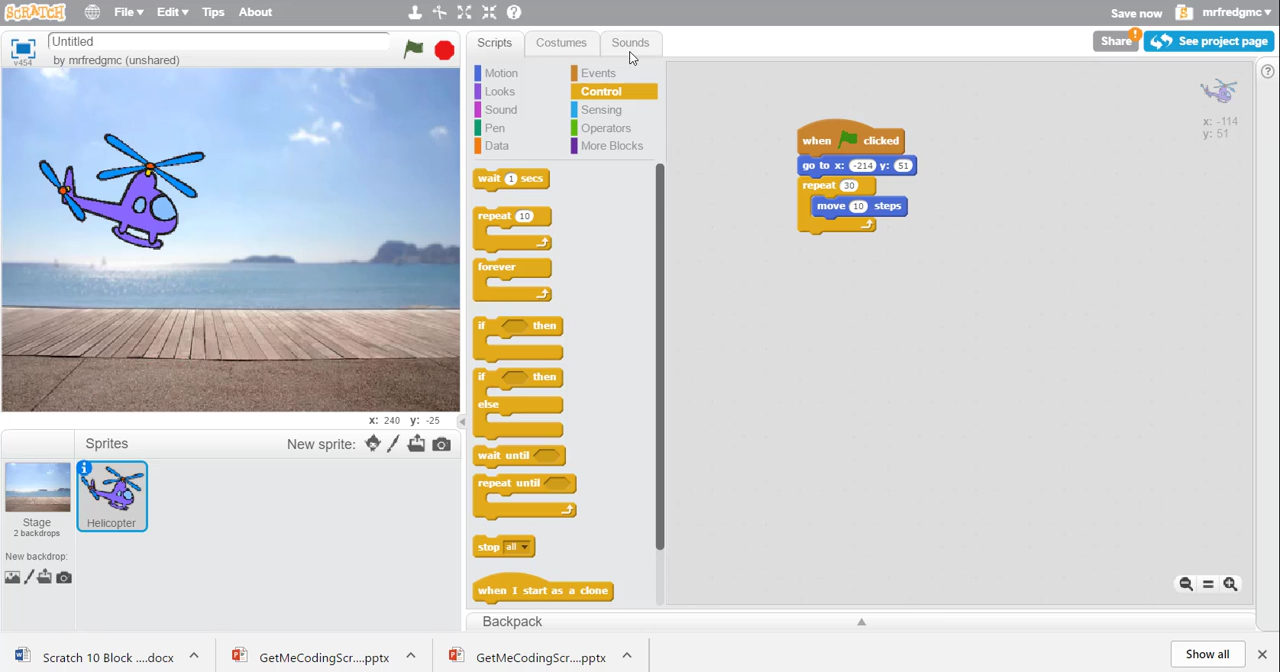 SCRATCH File▼ Edit▼ Tips About Save now mrfredgmc▼
v454 Untitled
by mrfredgmc (unshared)
Scripts Costumes Sounds Share ! See project page
Motion Events
Looks Control
Sound Sensing
Pen Operators
Data More Blocks
wait 1 secs
repeat 10
forever
if then
if then
else
wait until
repeat until
stop all
when I start as a clone
when clicked
go to x: -214 y: 51
repeat 30
move 10 steps
x: -114
y: 51
x: 240 y: -25
Sprites New sprite:
Stage
2 backdrops
New backdrop:
i
Helicopter
Backpack
Scratch 10 Block ....docx GetMeCodingScr....pptx GetMeCodingScr....pptx Show all